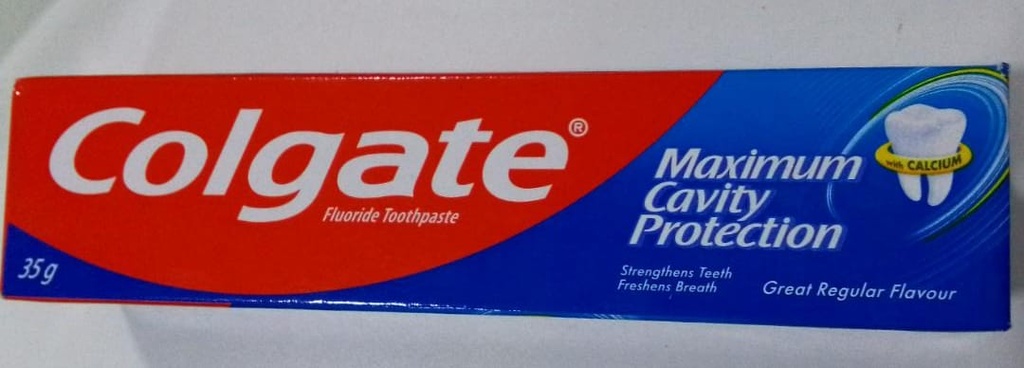 Colgate®
Fluoride Toothpaste
35g
Maximum
Cavity
Protection
with CALCIUM
Strengthens Teeth
Freshens Breath
Great Regular Flavour